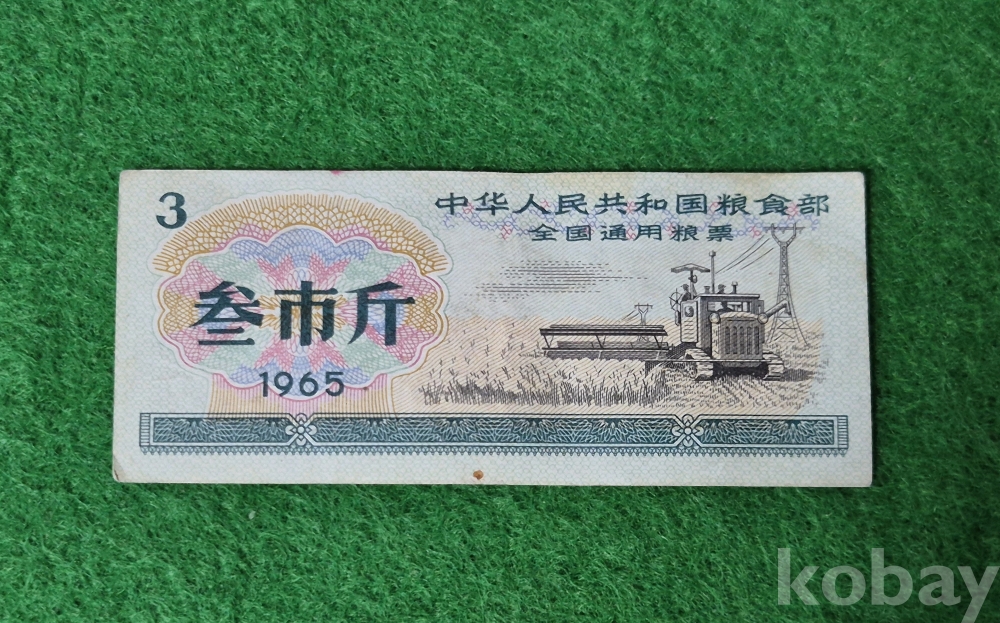 3
中华人民共和国粮食部
全国通用粮票
叁市斤
1965
kobay